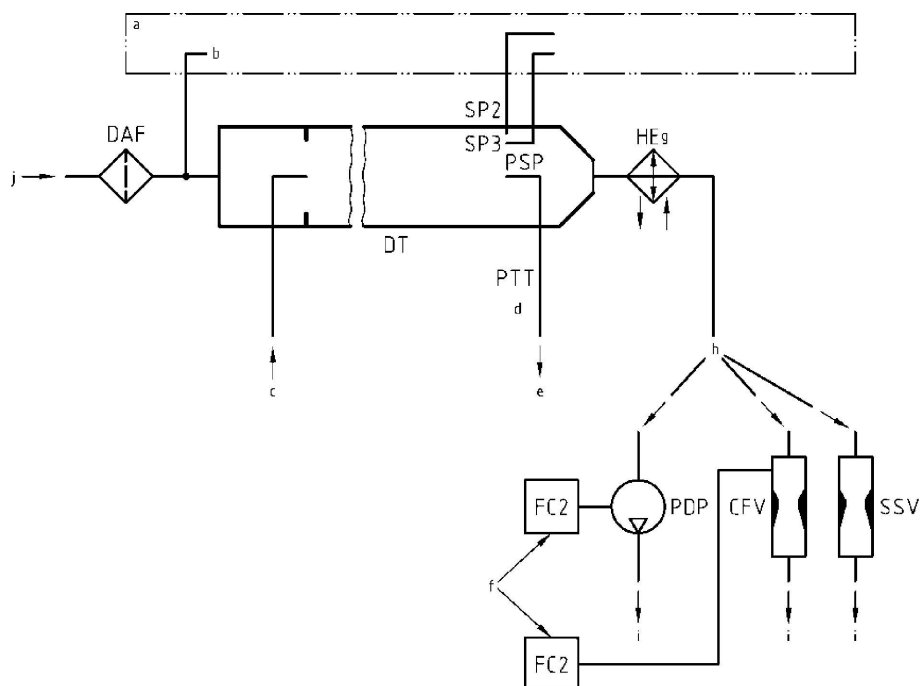 a
b
SP2
DAF
SP3
HE g
PSP
j
DT
PTT
d
h
c
e
FC2
PDP
CFV
SSV
f
i
i
i
FC2